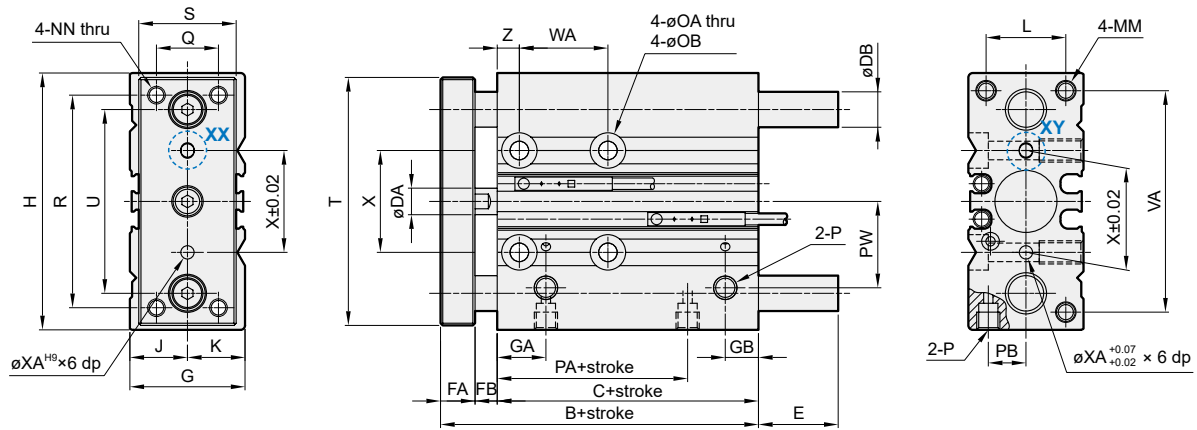 S
4-NN thru
Q
XX
H
R
U
X±0.02
J
K
øXA H9×6 dp
G
Z
WA
4-øOA thru
4-øOB
øDB
T
X
øDA
2-P
PW
GA
GB
PA+stroke
FA
FB
C+stroke
B+stroke
E
L
4-MM
XY
X±0.02
VA
2-P
PB
øXA +0.07 +0.02 × 6 dp